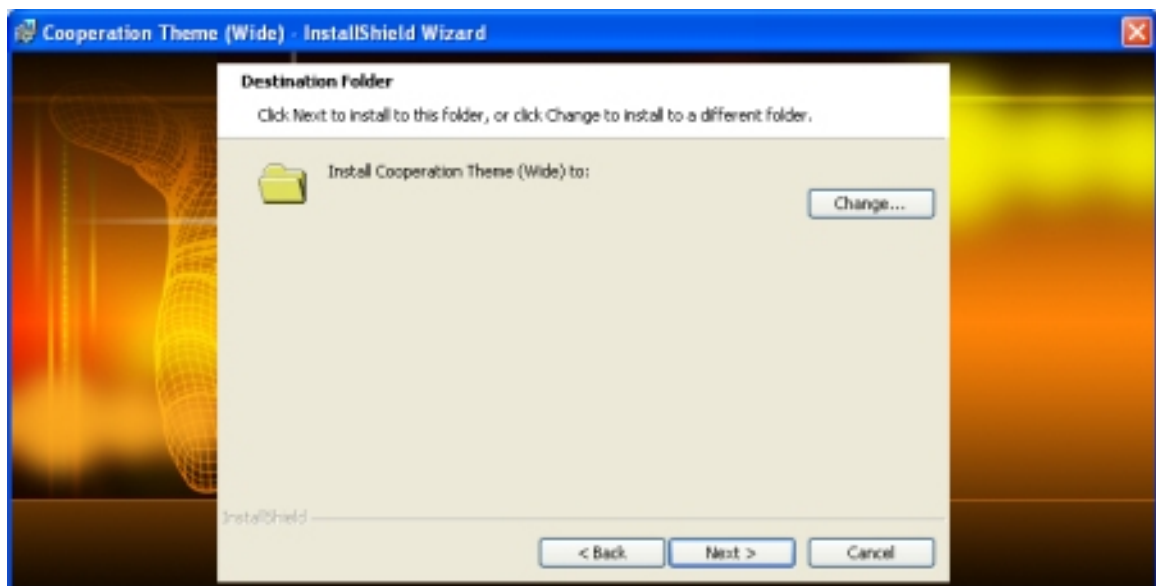 Cooperation Theme (Wide) - InstallShield Wizard
Destination Folder
Click Next to install to this folder, or click Change to install to a different folder.
Install Cooperation Theme (Wide) to:
Change...
InstallShield
< Back
Next >
Cancel